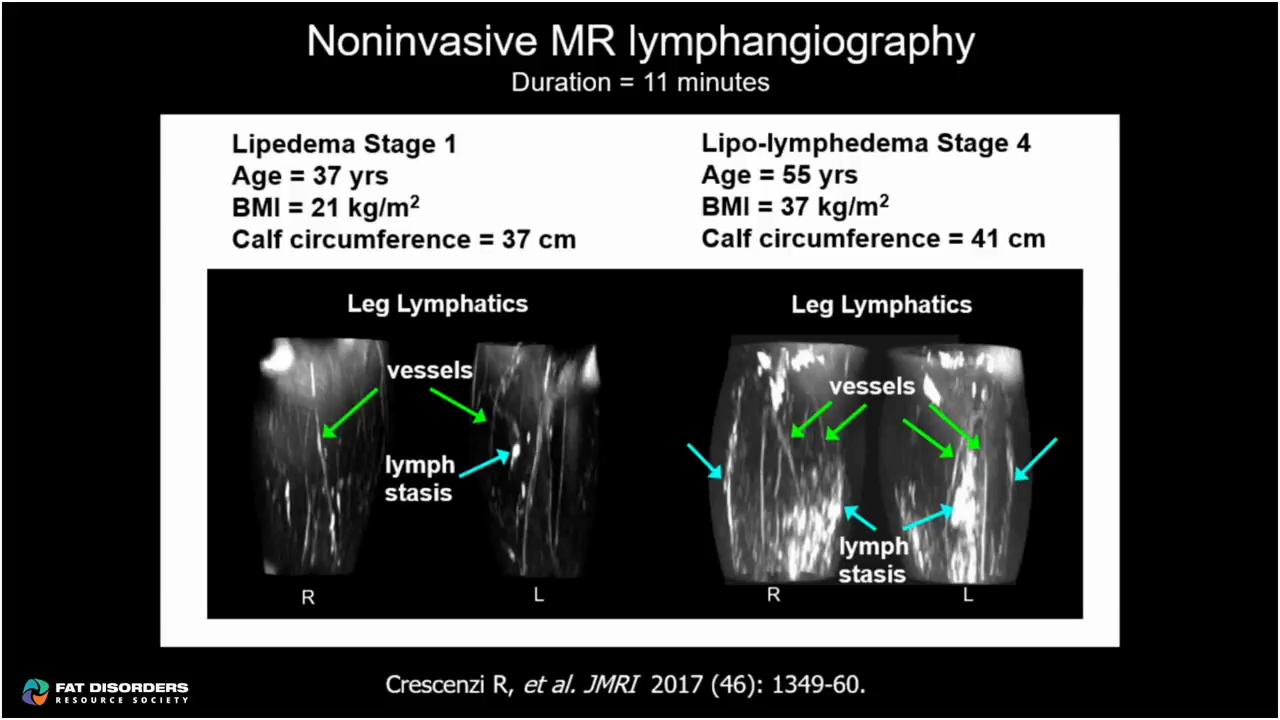 Noninvasive MR lymphangiography
Duration = 11 minutes
Lipedema Stage 1
Age = 37 yrs
BMI = 21 kg/m²
Calf circumference = 37 cm
Lipo-lymphedema Stage 4
Age = 55 yrs
BMI = 37 kg/m²
Calf circumference = 41 cm
Leg Lymphatics
vessels
lymph
stasis
R
L
Leg Lymphatics
vessels
lymph
stasis
R
L
FAT DISORDERS
RESOURCE SOCIETY
Crescenzi R, et al. JMRI 2017 (46): 1349-60.